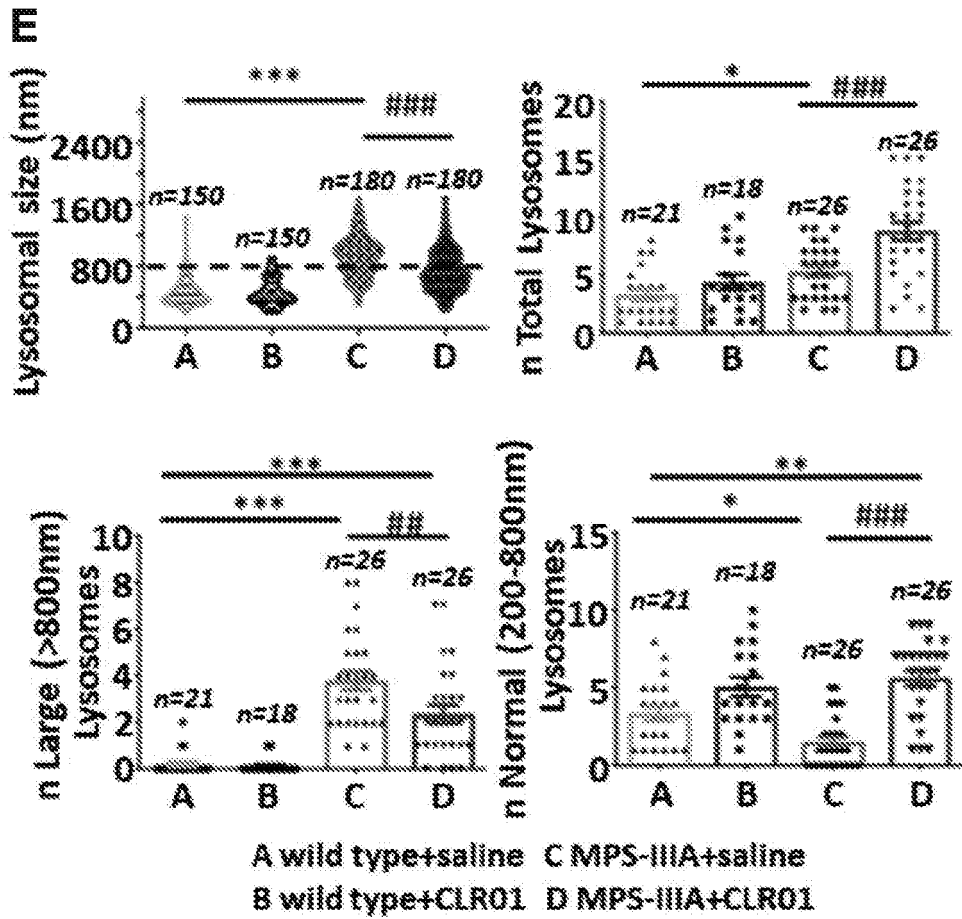 E
Lysosomal size (nm)
2400
1600
800
0
***
###
n=150
n=150
n=180
n=180
A B C D
n Total Lysosomes
20
15
10
5
0
*
###
n=21
n=18
n=26
n=26
A B C D
n Large (>800nm)
Lysosomes
10
8
6
4
2
0
***
***
##
n=21
n=18
n=26
n=26
A B C D
n Normal (200-800nm)
Lysosomes
15
10
5
0
**
*
###
n=21
n=18
n=26
n=26
A B C D
A wild type+saline C MPS-IIIA+saline
B wild type+CLR01 D MPS-IIIA+CLR01